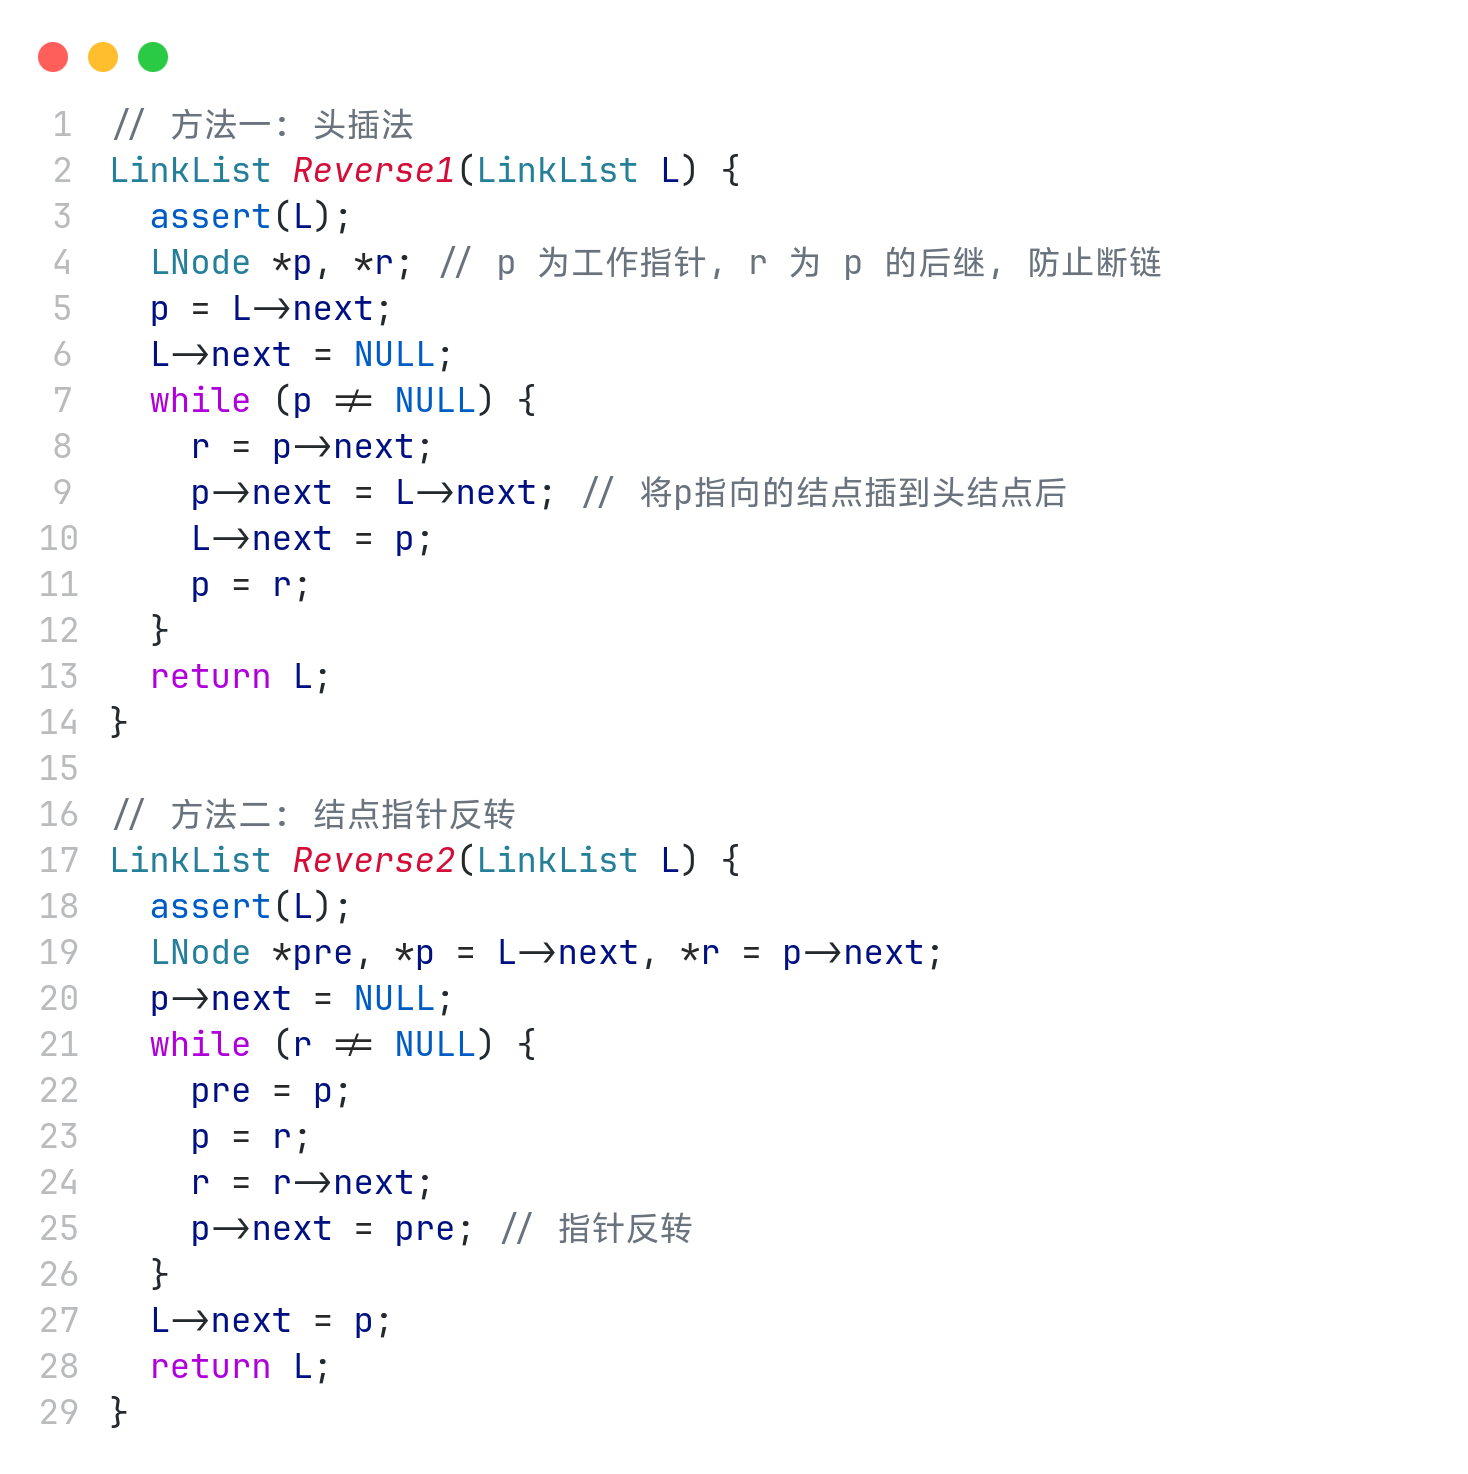 1 // 方法一: 头插法
2 LinkList Reverse1(LinkList L) {
3 assert(L);
4 LNode *p, *r; // p 为工作指针, r 为 p 的后继, 防止断链
5 p = L->next;
6 L->next = NULL;
7 while (p != NULL) {
8 r = p->next;
9 p->next = L->next; // 将p指向的结点插到头结点后
10 L->next = p;
11 p = r;
12 }
13 return L;
14 }
15
16 // 方法二: 结点指针反转
17 LinkList Reverse2(LinkList L) {
18 assert(L);
19 LNode *pre, *p = L->next, *r = p->next;
20 p->next = NULL;
21 while (r != NULL) {
22 pre = p;
23 p = r;
24 r = r->next;
25 p->next = pre; // 指针反转
26 }
27 L->next = p;
28 return L;
29 }